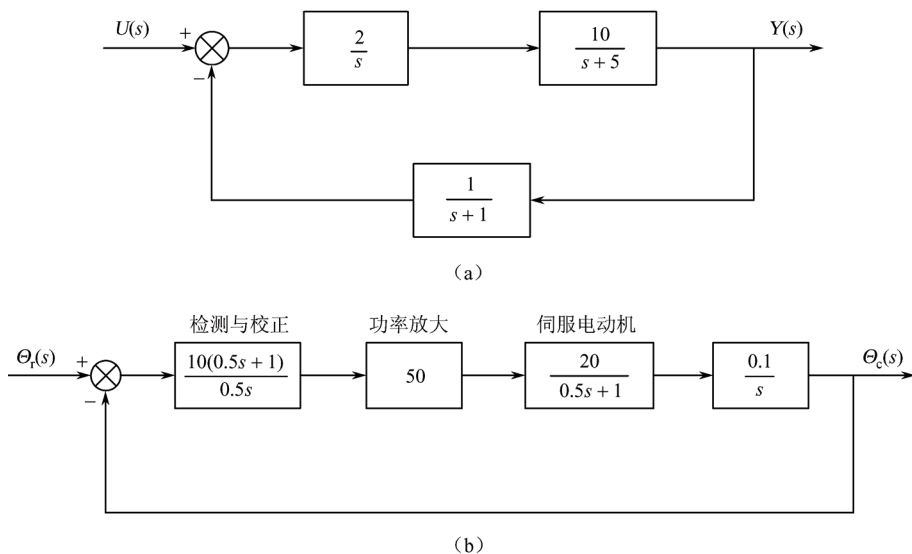 U(s) + − 2/s 10/(s + 5) Y(s)
1/(s + 1)
（a）
检测与校正 功率放大 伺服电动机
Θr(s) + − 10(0.5s + 1)/0.5s 50 20/(0.5s + 1) 0.1/s Θc(s)
（b）